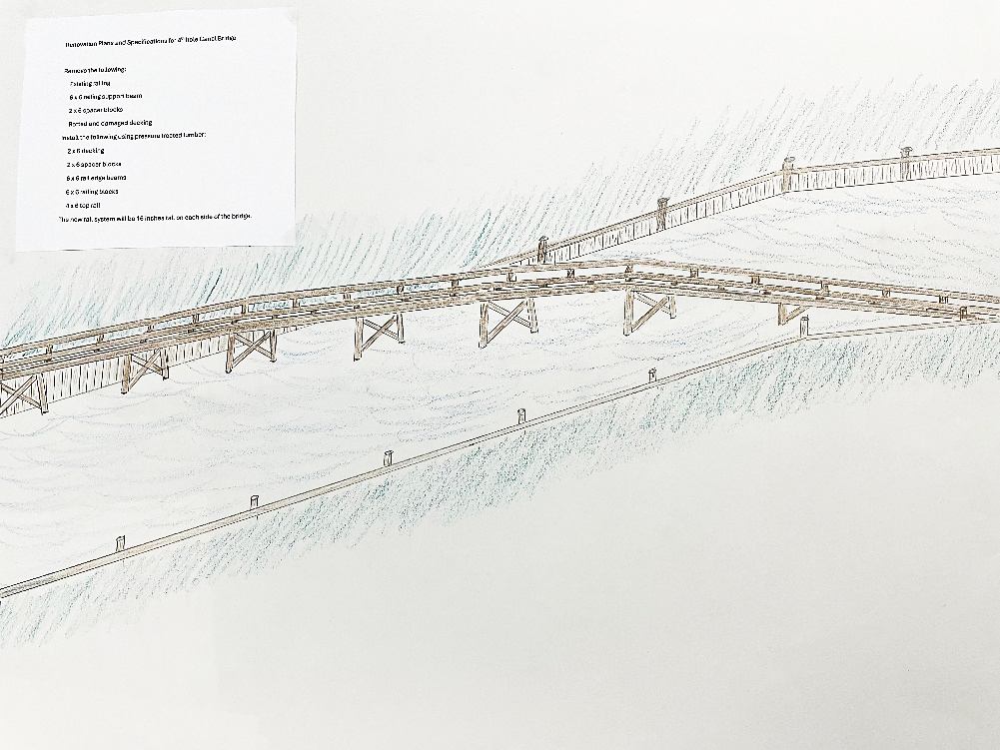 Renovation Plans and Specifications for 4th Hole Canal Bridge
Remove the following:
Existing railing
6 x 6 railing support beam
2 x 6 spacer blocks
Rotted and damaged decking
Install the following using pressure treated lumber:
2 x 6 decking
2 x 6 spacer blocks
6 x 6 rail edge beams
6 x 6 railing blocks
4 x 6 top rail
The new rail system will be 16 inches tall on each side of the bridge.